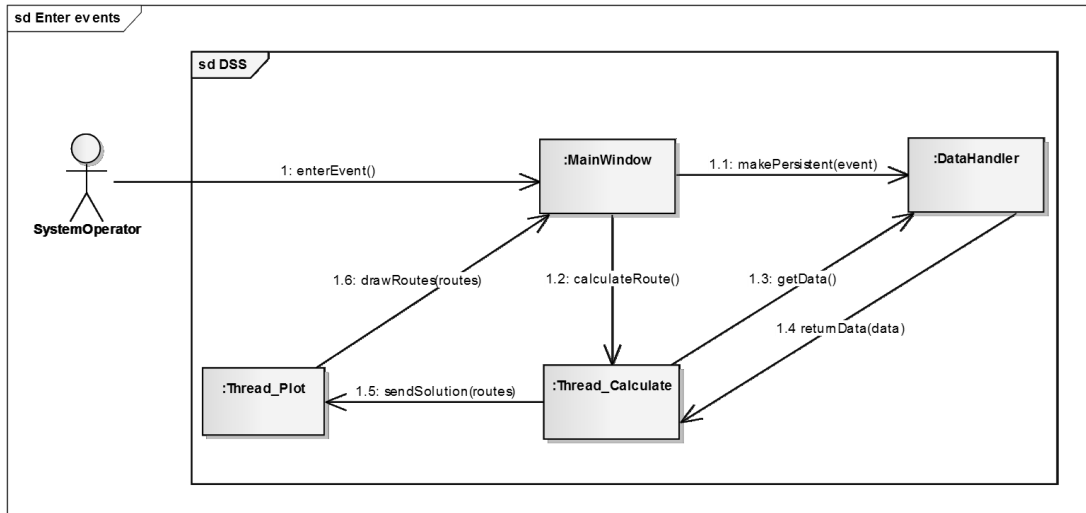 sd Enter events
sd DSS
:MainWindow
:DataHandler
1: enterEvent()
1.1: makePersistent(event)
SystemOperator
1.6: drawRoutes(routes)
1.2: calculateRoute()
1.3: getData()
1.4 returnData(data)
:Thread_Plot
1.5: sendSolution(routes)
:Thread_Calculate